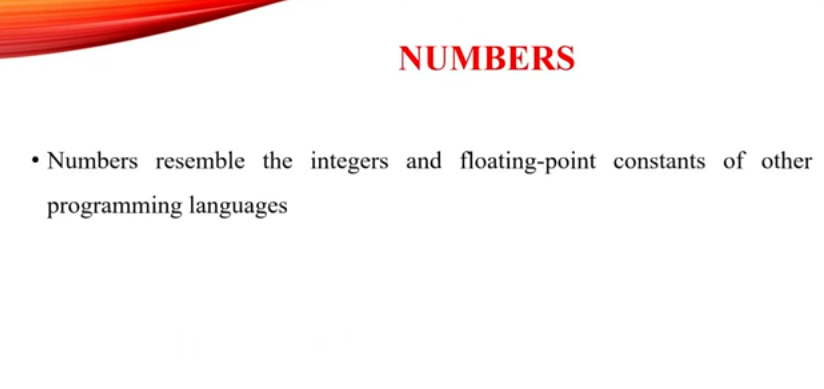 NUMBERS
• Numbers resemble the integers and floating-point constants of other
programming languages